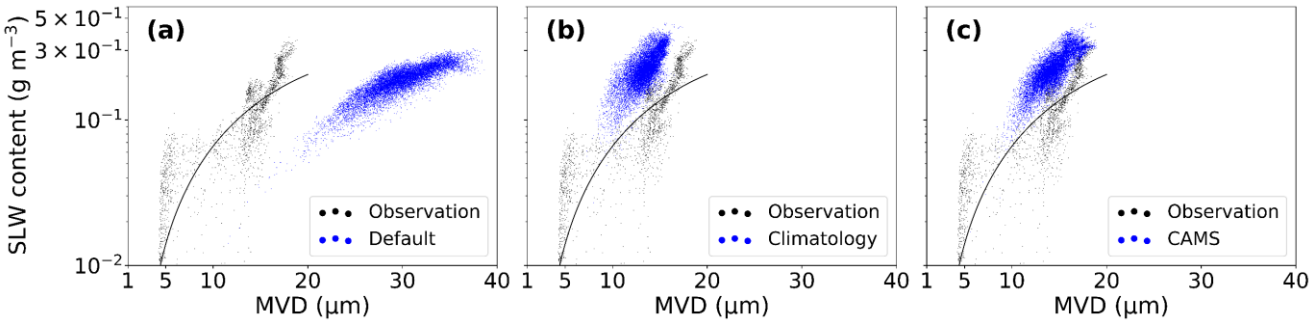 SLW content (g m⁻³)
5 × 10⁻¹
3 × 10⁻¹
10⁻¹
10⁻²
(a)
Observation
Default
1 5 10 20 30 40
MVD (μm)
(b)
Observation
Climatology
1 5 10 20 30 40
MVD (μm)
(c)
Observation
CAMS
1 5 10 20 30 40
MVD (μm)